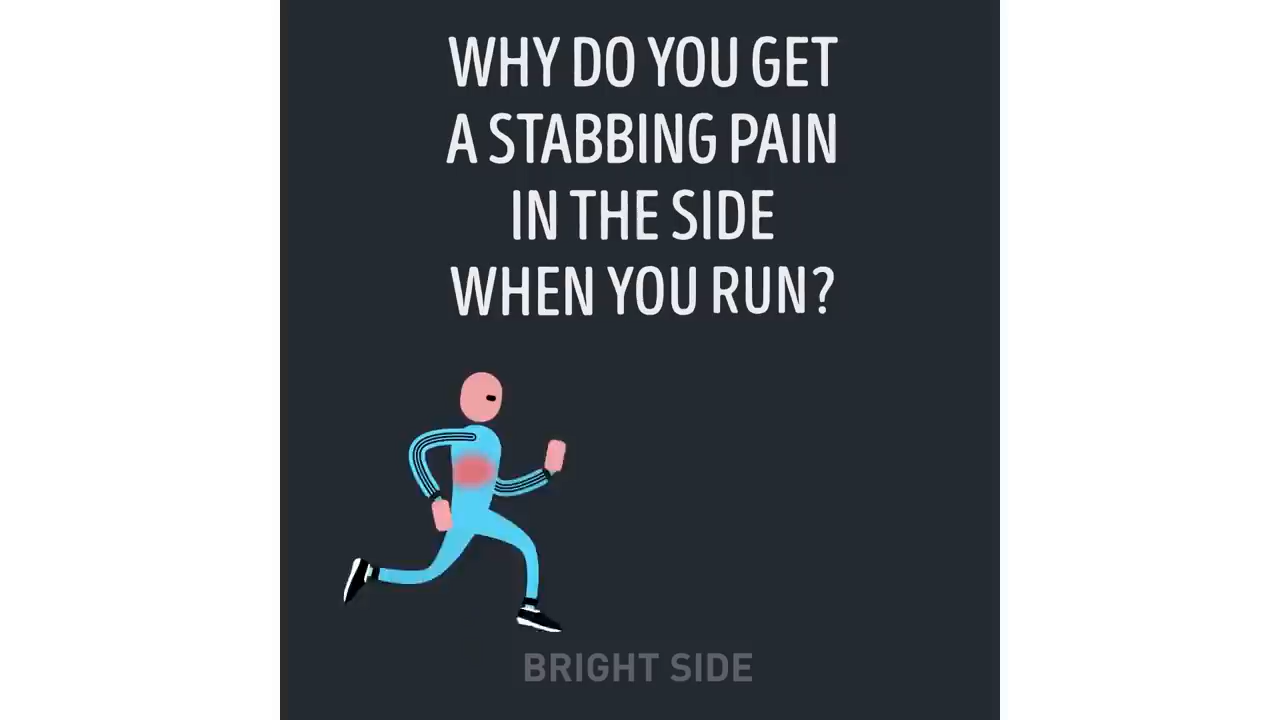 WHY DO YOU GET
A STABBING PAIN
IN THE SIDE
WHEN YOU RUN?
BRIGHT SIDE